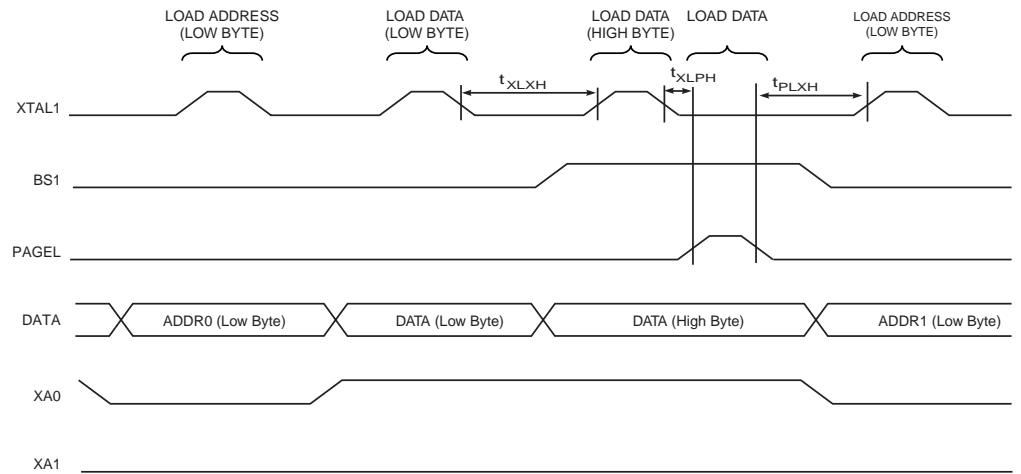 LOAD ADDRESS
(LOW BYTE)
LOAD DATA
(LOW BYTE)
LOAD DATA
(HIGH BYTE)
LOAD DATA
LOAD ADDRESS
(LOW BYTE)
tXLXH
tXLPH
tPLXH
XTAL1
BS1
PAGEL
DATA
ADDR0 (Low Byte)
DATA (Low Byte)
DATA (High Byte)
ADDR1 (Low Byte)
XA0
XA1